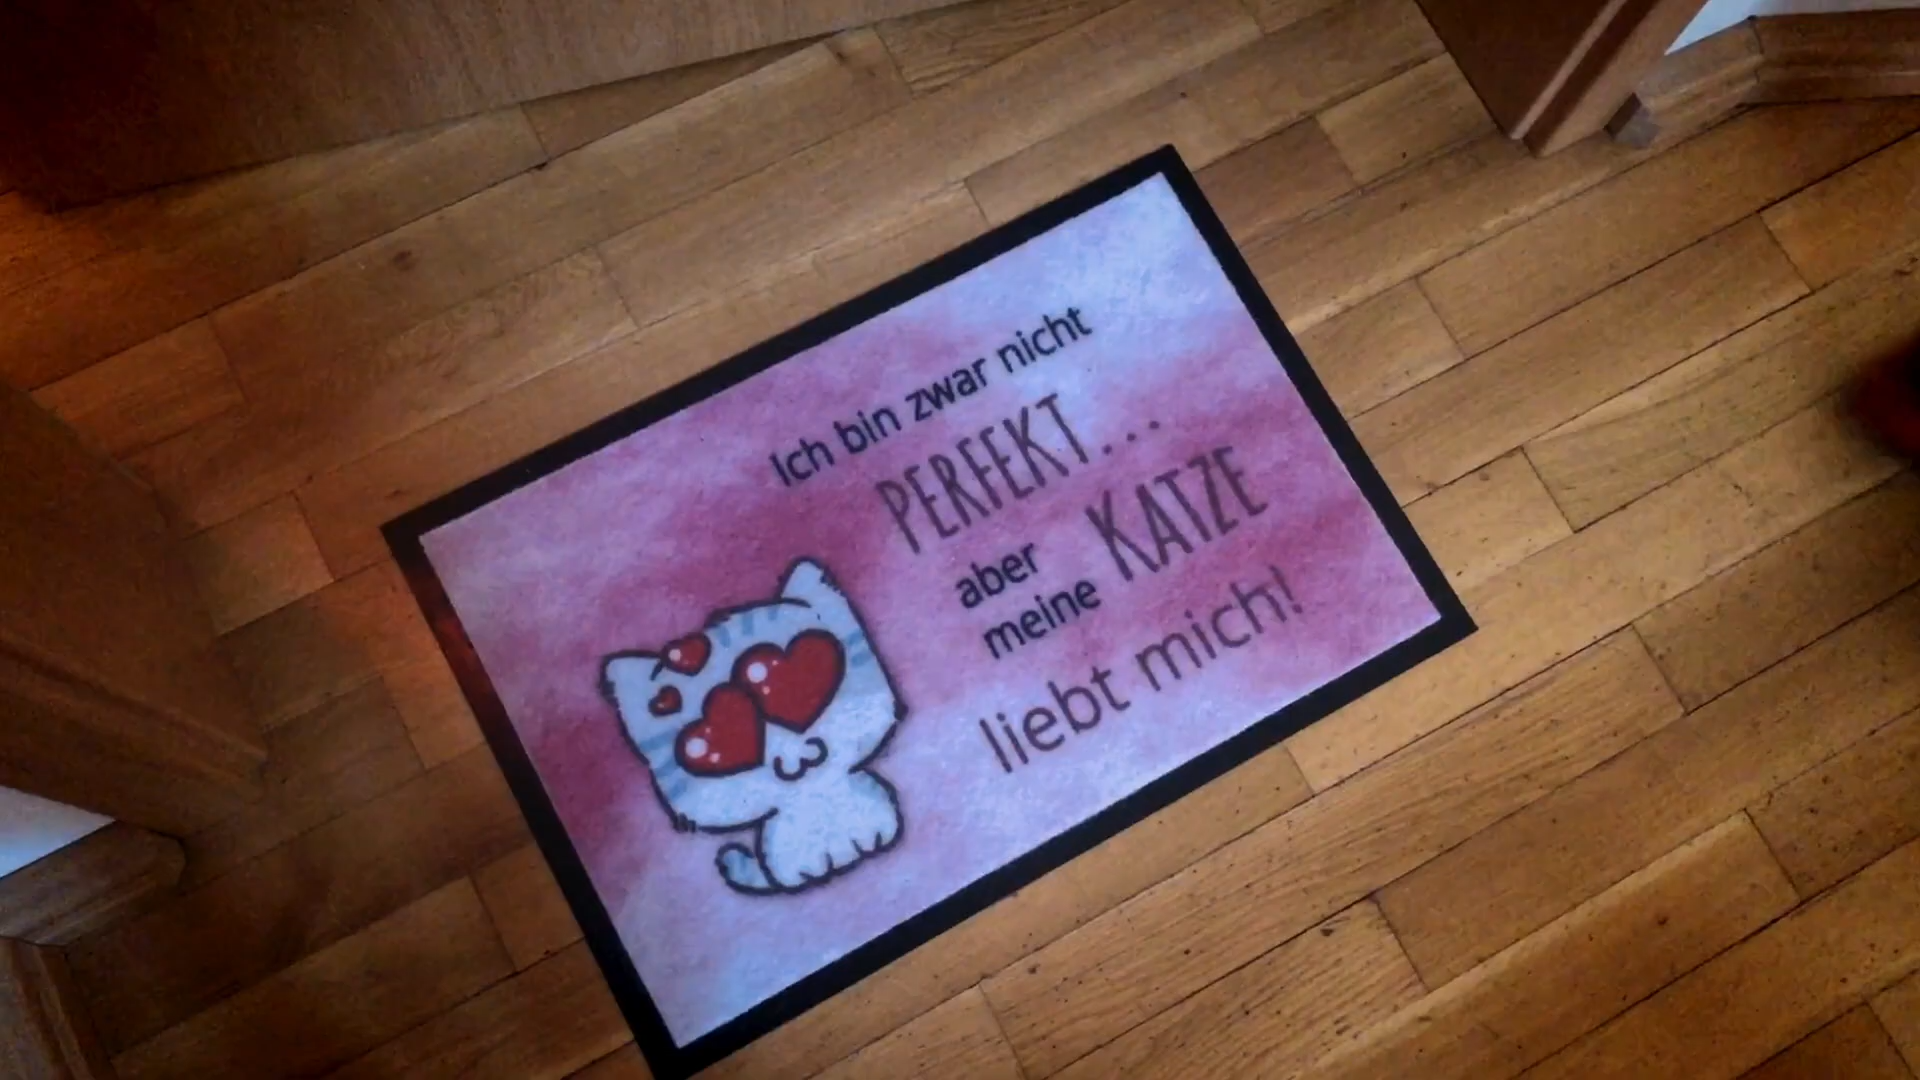 Ich bin zwar nicht
PERFEKT...
aber
meine KATZE
liebt mich!